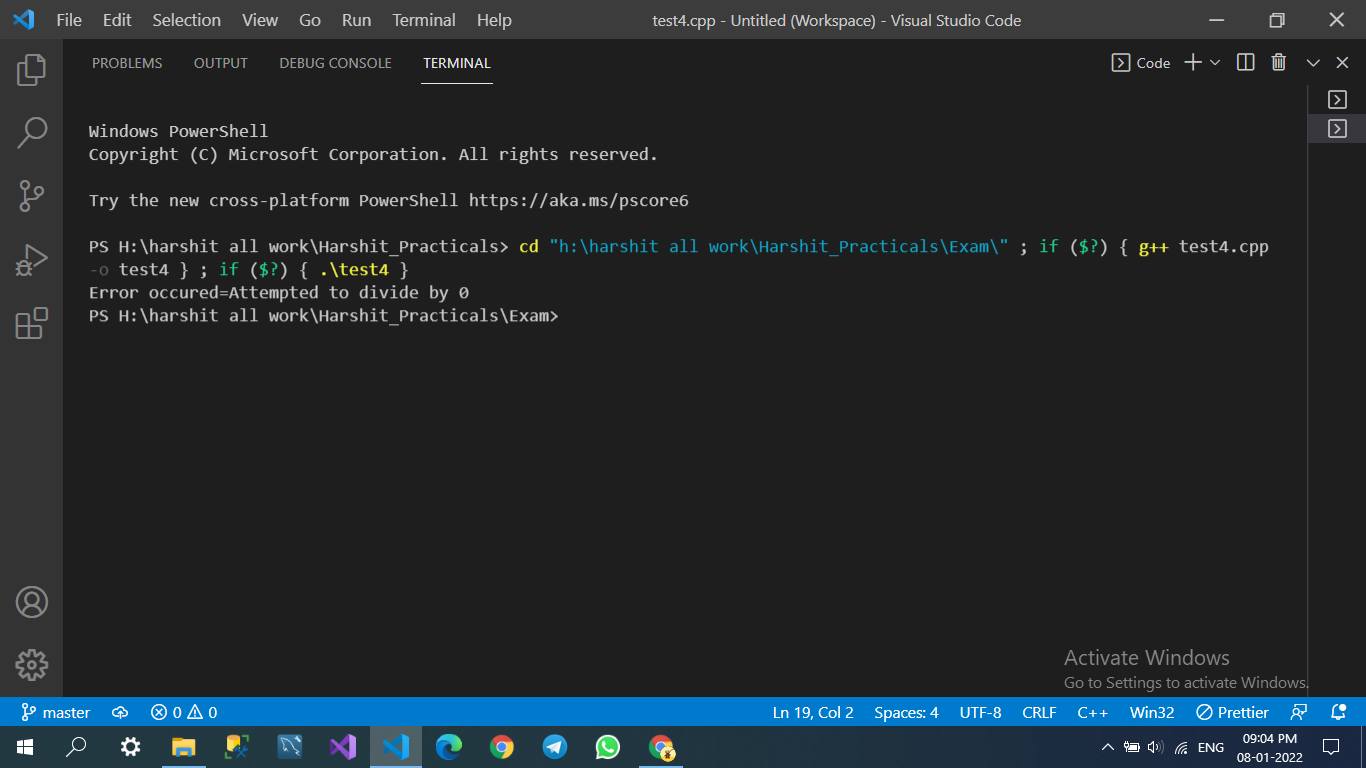 File Edit Selection View Go Run Terminal Help test4.cpp - Untitled (Workspace) - Visual Studio Code
PROBLEMS OUTPUT DEBUG CONSOLE TERMINAL Code
Windows PowerShell
Copyright (C) Microsoft Corporation. All rights reserved.
Try the new cross-platform PowerShell https://aka.ms/pscore6
PS H:\harshit all work\Harshit_Practicals> cd "h:\harshit all work\Harshit_Practicals\Exam\" ; if ($?) { g++ test4.cpp
-o test4 } ; if ($?) { .\test4 }
Error occured=Attempted to divide by 0
PS H:\harshit all work\Harshit_Practicals\Exam>
Activate Windows
Go to Settings to activate Windows.
master 0 0 Ln 19, Col 2 Spaces: 4 UTF-8 CRLF C++ Win32 Prettier
ENG 09:04 PM
08-01-2022